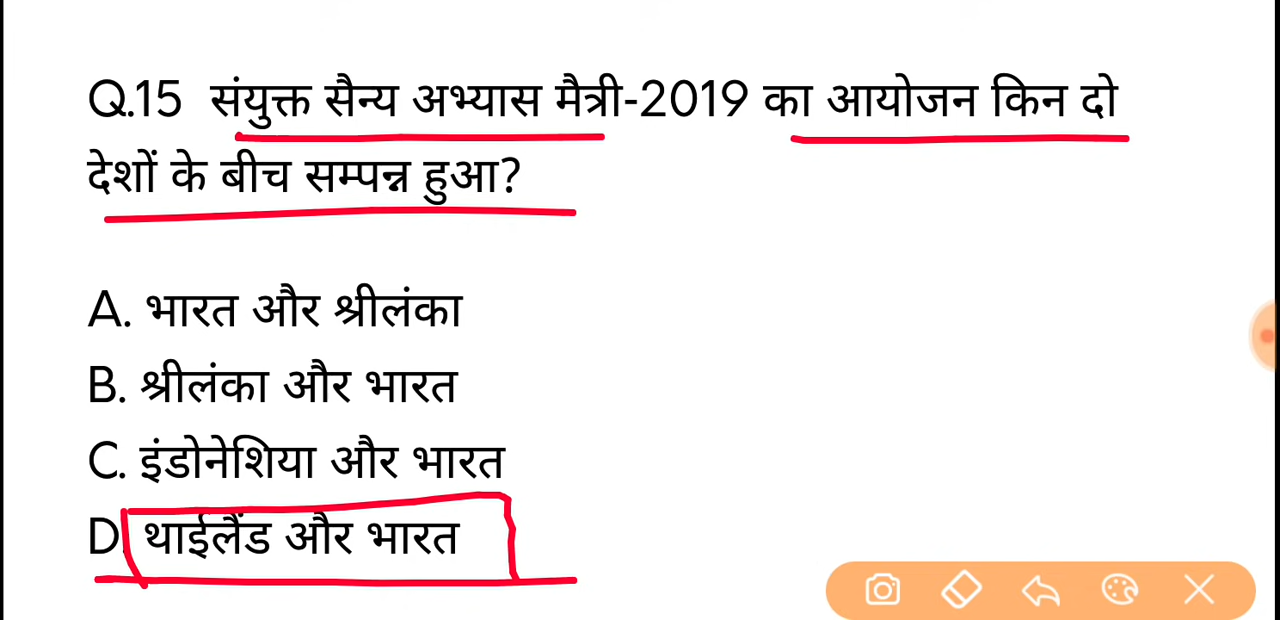 Q.15 संयुक्त सैन्य अभ्यास मैत्री-2019 का आयोजन किन दो
देशों के बीच सम्पन्न हुआ?
A. भारत और श्रीलंका
B. श्रीलंका और भारत
C. इंडोनेशिया और भारत
D. थाईलैंड और भारत